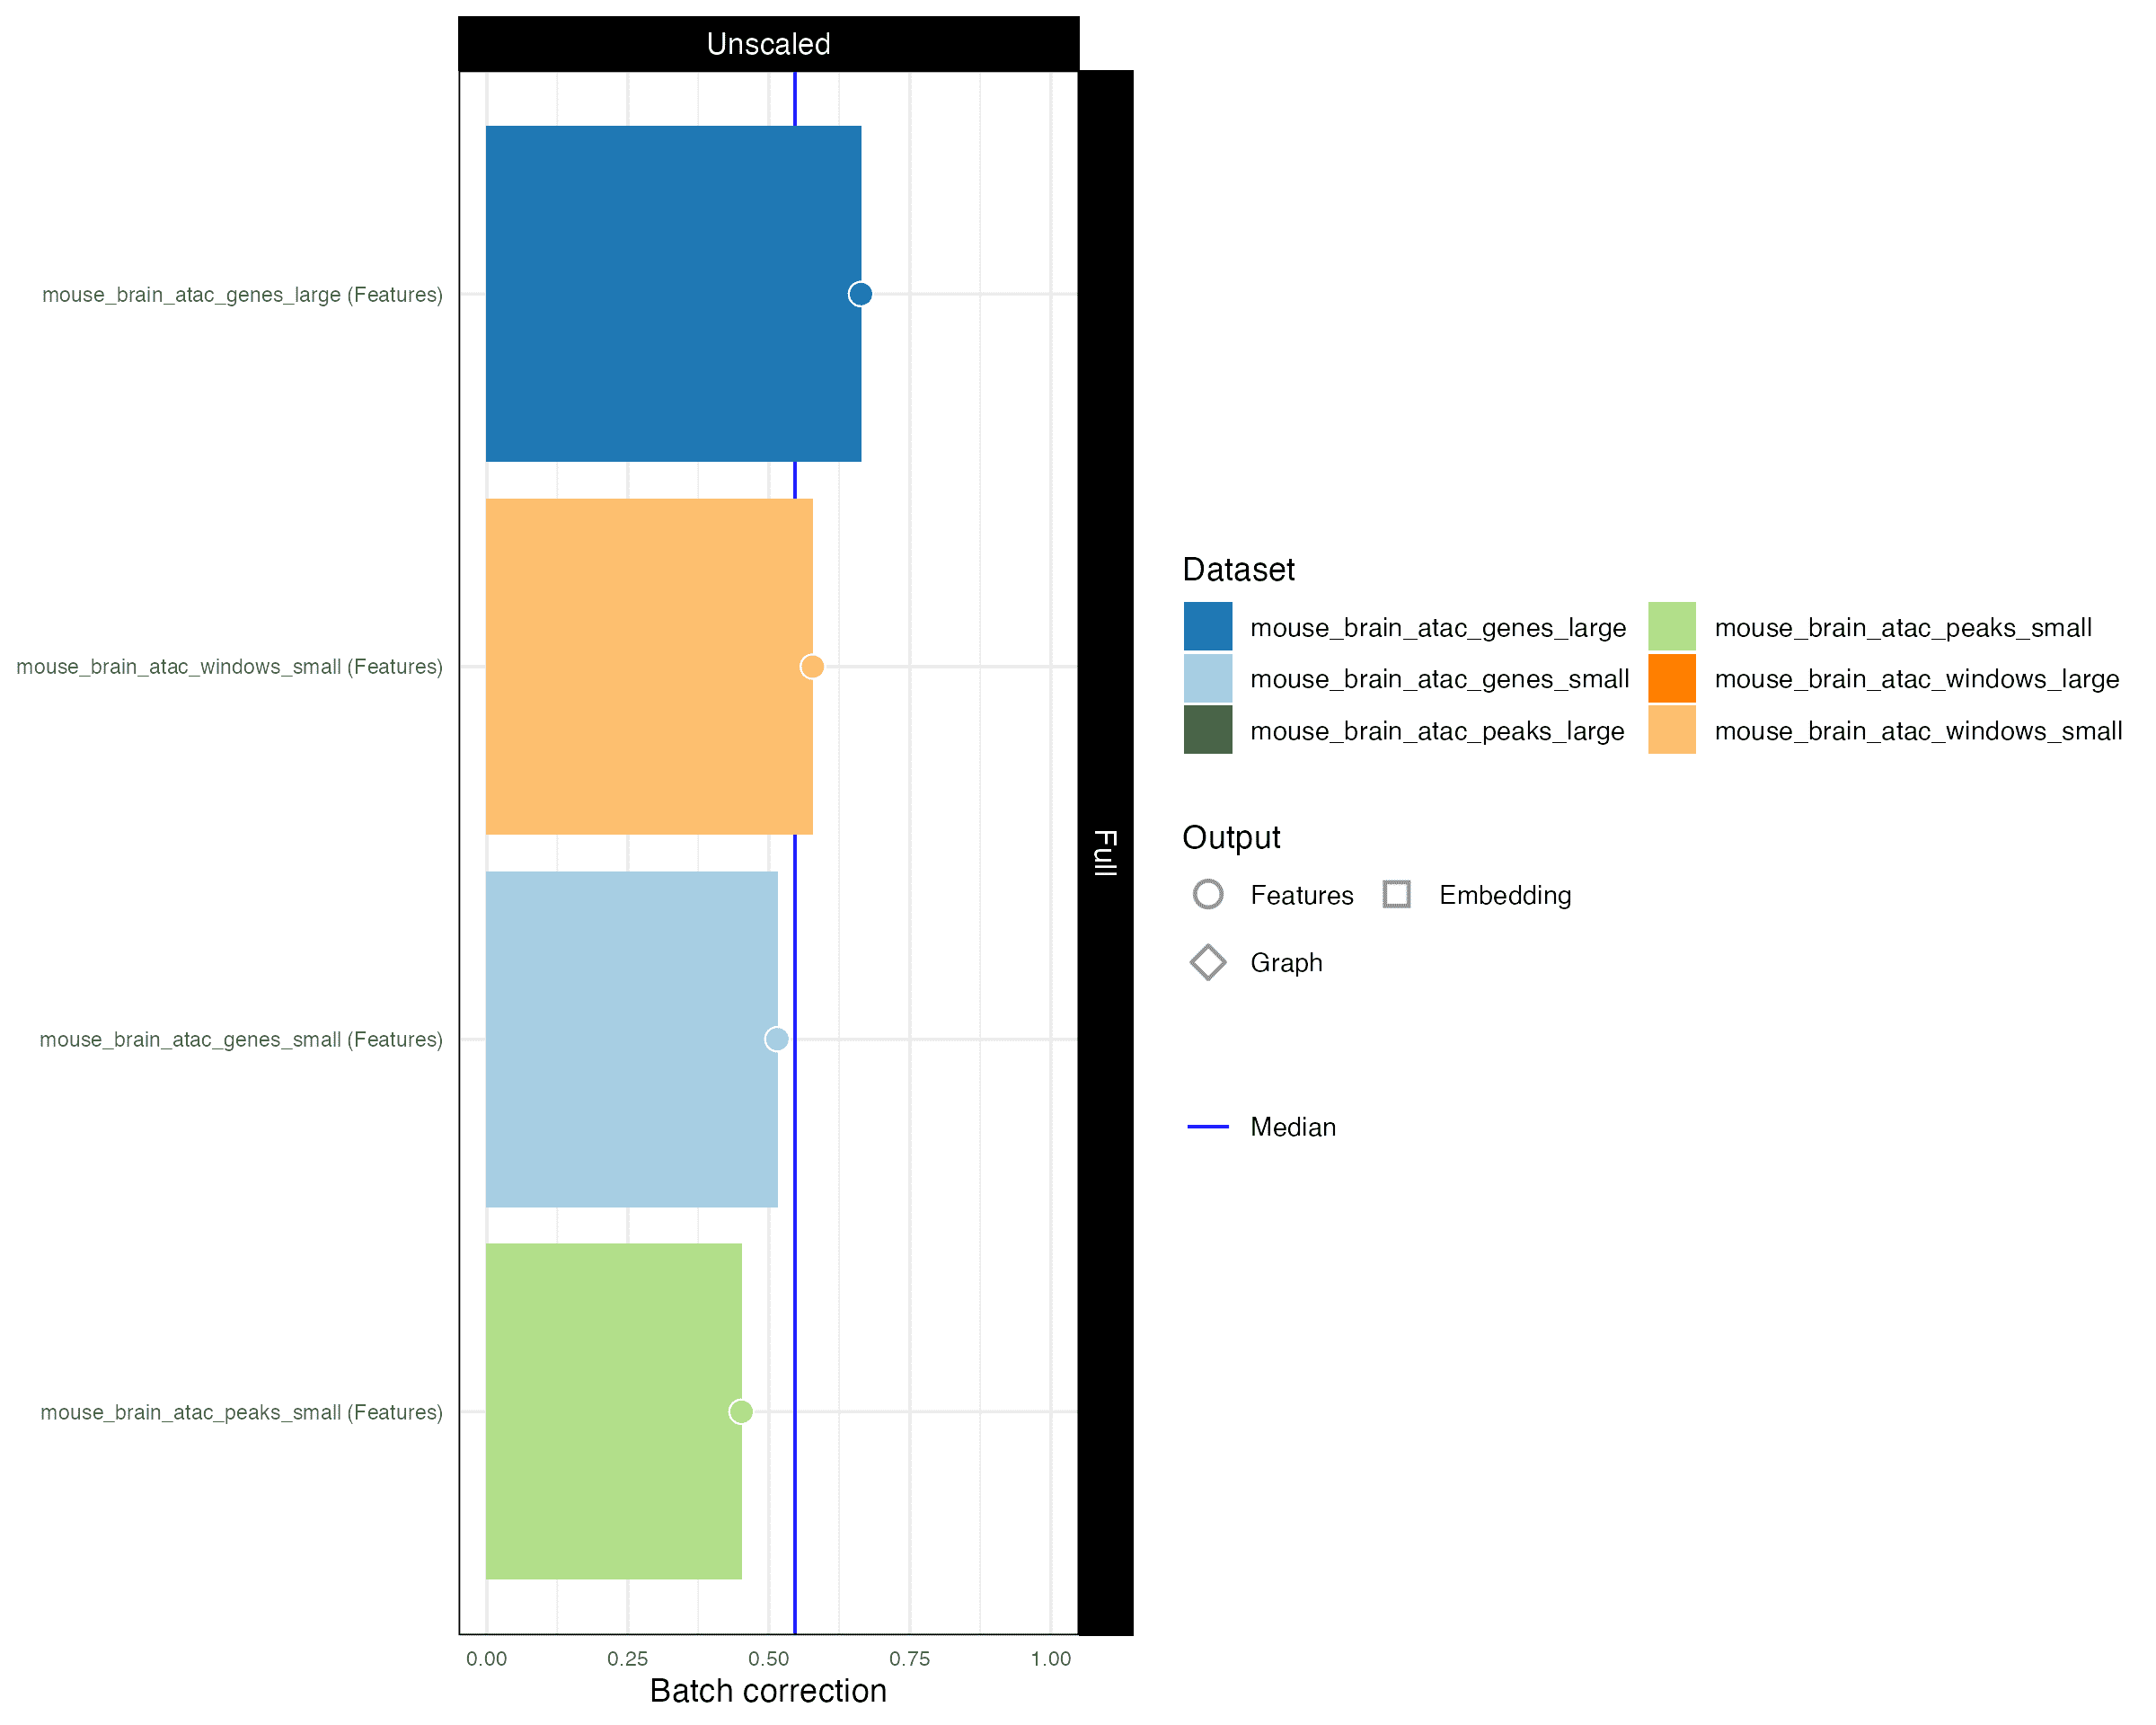 Unscaled
mouse_brain_atac_genes_large (Features)
mouse_brain_atac_windows_small (Features)
mouse_brain_atac_genes_small (Features)
mouse_brain_atac_peaks_small (Features)
0.00 0.25 0.50 0.75 1.00
Batch correction
Full
Dataset
mouse_brain_atac_genes_large mouse_brain_atac_peaks_small
mouse_brain_atac_genes_small mouse_brain_atac_windows_large
mouse_brain_atac_peaks_large mouse_brain_atac_windows_small
Output
Features Embedding
Graph
Median